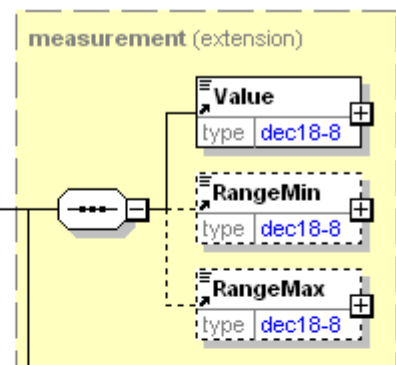 measurement (extension)
Value
type dec18-8
RangeMin
type dec18-8
RangeMax
type dec18-8